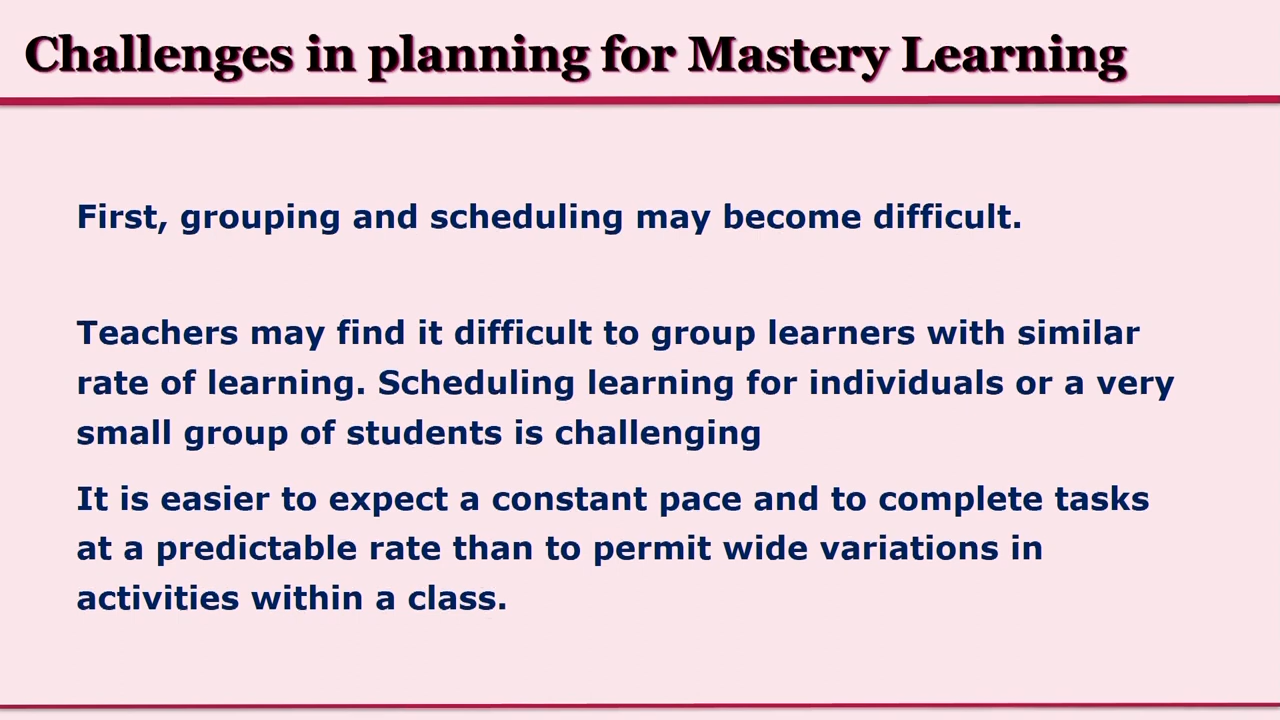 Challenges in planning for Mastery Learning
First, grouping and scheduling may become difficult.
Teachers may find it difficult to group learners with similar
rate of learning. Scheduling learning for individuals or a very
small group of students is challenging
It is easier to expect a constant pace and to complete tasks
at a predictable rate than to permit wide variations in
activities within a class.